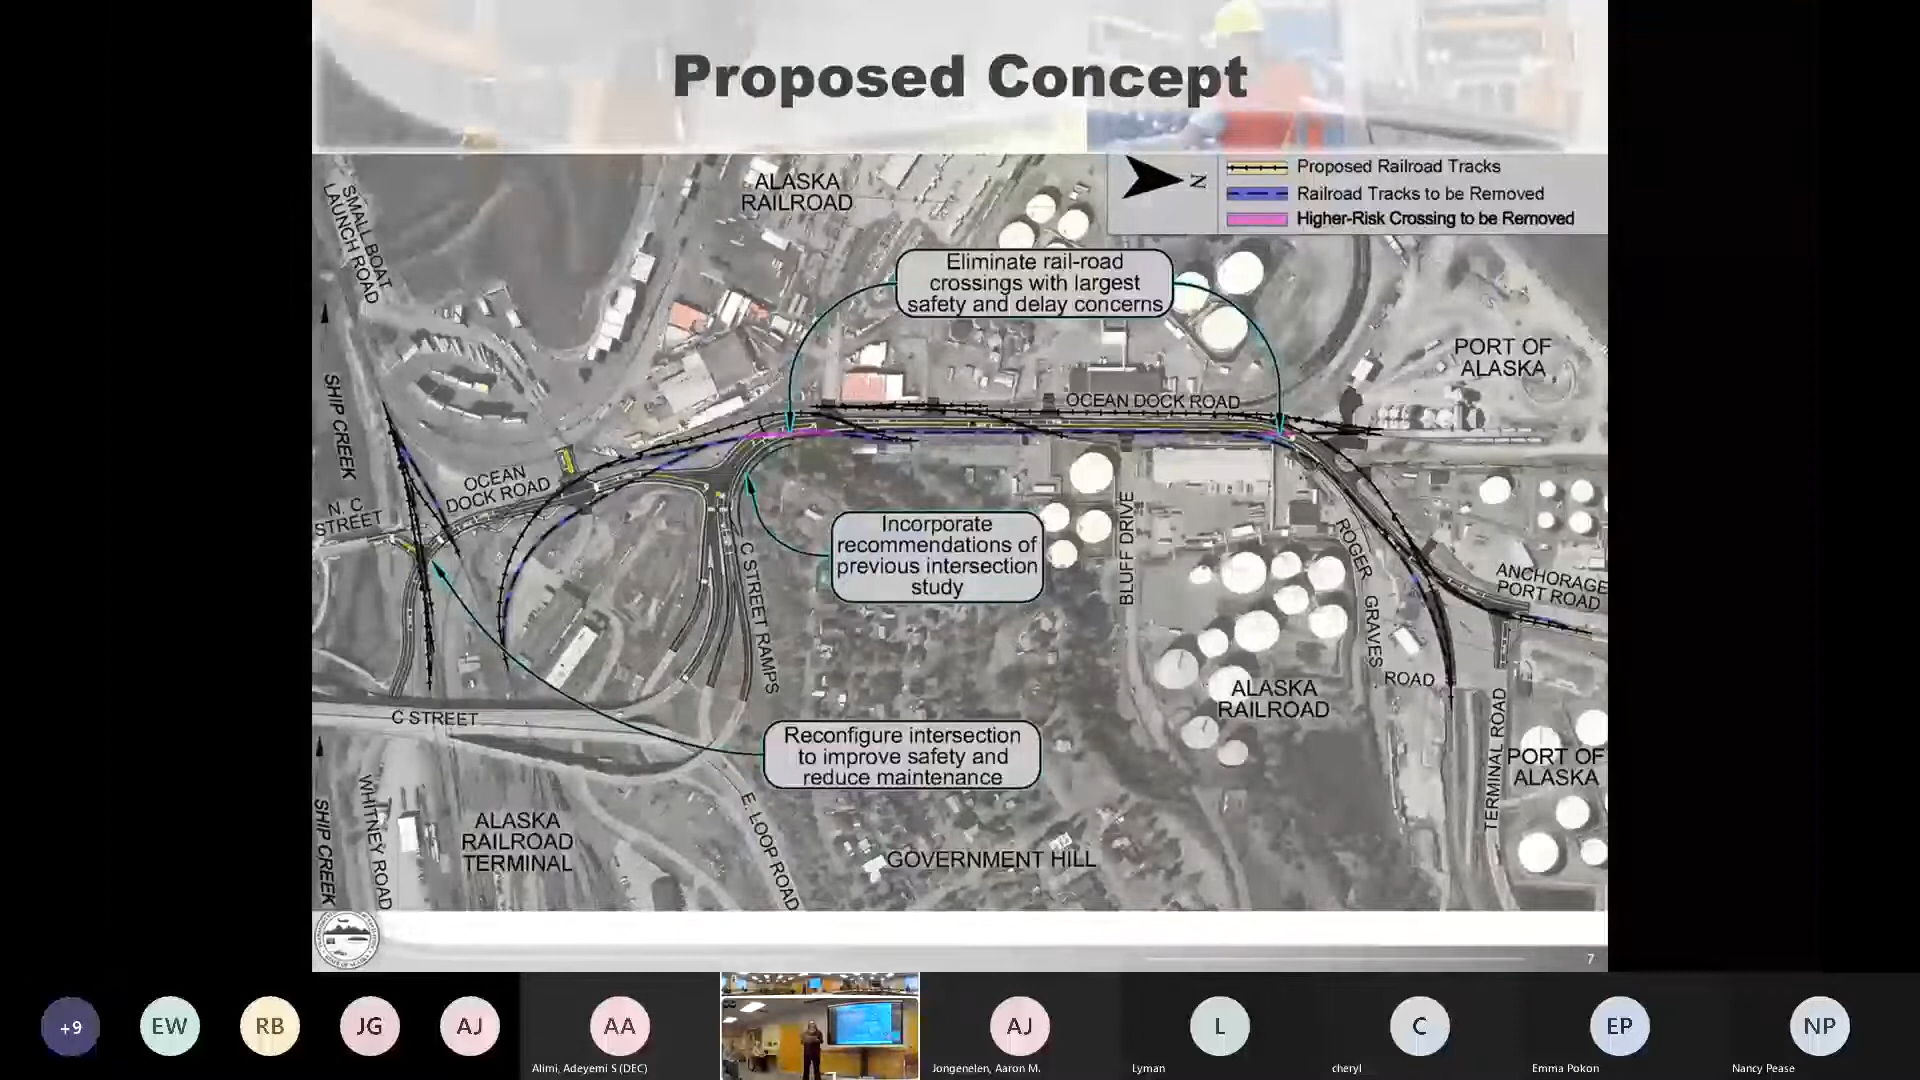 Proposed Concept
Proposed Railroad Tracks
Railroad Tracks to be Removed
Higher-Risk Crossing to be Removed
N
ALASKA
RAILROAD
SMALL BOAT
LAUNCH ROAD
Eliminate rail-road
crossings with largest
safety and delay concerns
PORT OF
ALASKA
SHIP CREEK
OCEAN DOCK ROAD
OCEAN
DOCK ROAD
N. C
STREET
Incorporate
recommendations of
previous intersection
study
C STREET RAMPS
BLUFF DRIVE
ROGER GRAVES
ROAD
ANCHORAGE
PORT ROAD
ALASKA
RAILROAD
C STREET
Reconfigure intersection
to improve safety and
reduce maintenance
TERMINAL ROAD
PORT OF
ALASKA
SHIP CREEK
WHITNEY ROAD
ALASKA
RAILROAD
TERMINAL
E. LOOP ROAD
GOVERNMENT HILL
7
+9
EW
RB
JG
AJ
AA
AJ
L
C
EP
NP
Alimi, Adeyemi S (DEC)
Jongenelen, Aaron M.
Lyman
cheryl
Emma Pokon
Nancy Pease